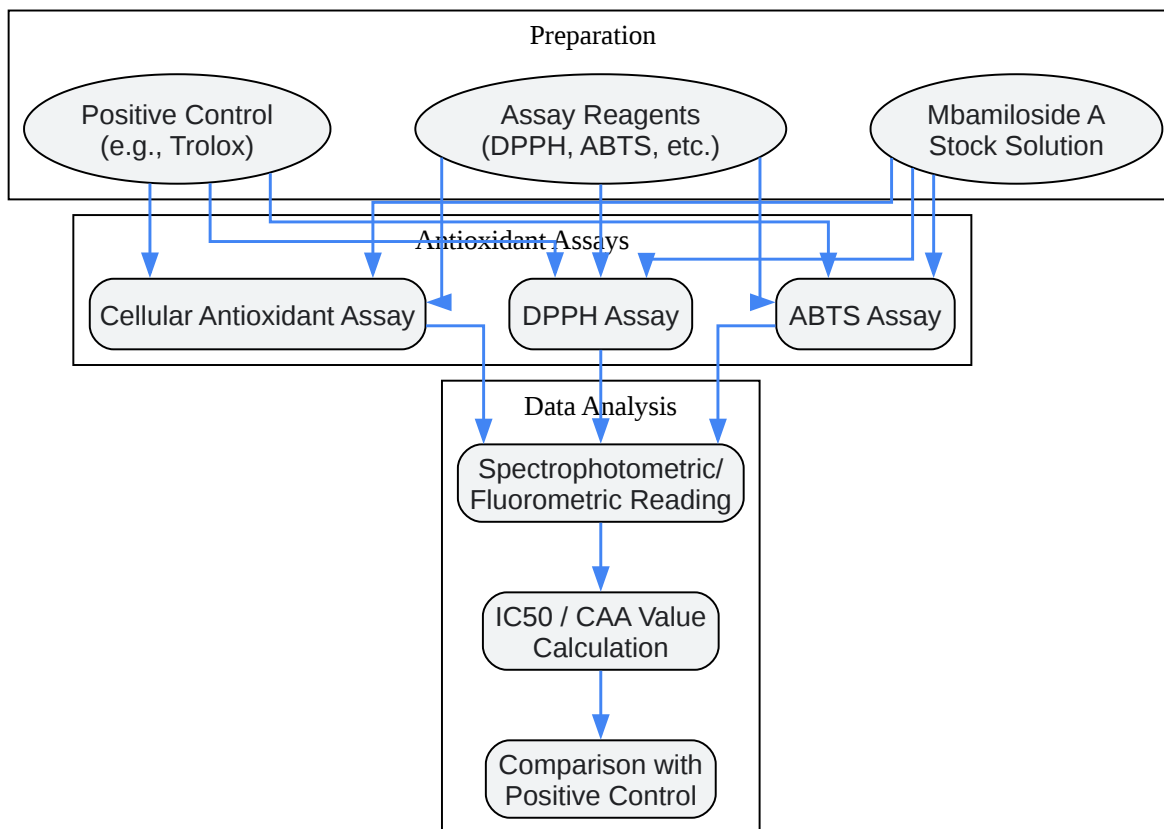 Preparation
Positive Control
(e.g., Trolox)
Assay Reagents
(DPPH, ABTS, etc.)
Mbamiloside A
Stock Solution
Antioxidant Assays
Cellular Antioxidant Assay
DPPH Assay
ABTS Assay
Data Analysis
Spectrophotometric/
Fluorometric Reading
IC50 / CAA Value
Calculation
Comparison with
Positive Control